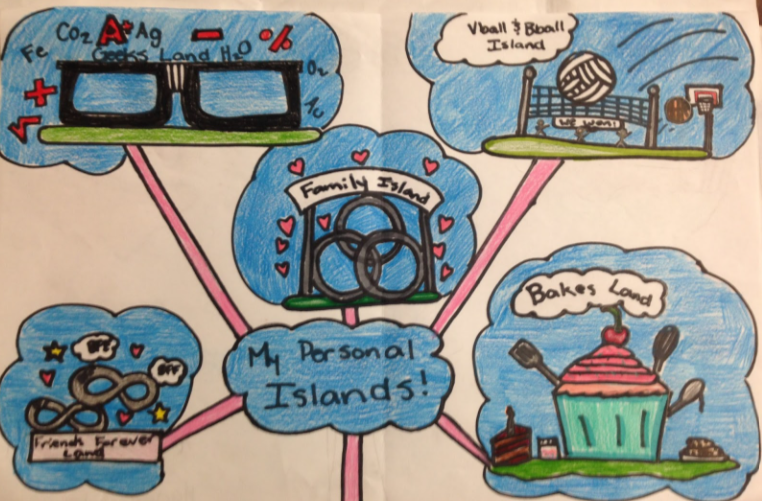 CO2 A+ Ag − %
Fe Geeks Land H2O
O2
+
Vball & Bball
Island
We won!
Family Island
My Personal
Islands!
BFF
BFF
Friends Forever
Land
Bakes Land